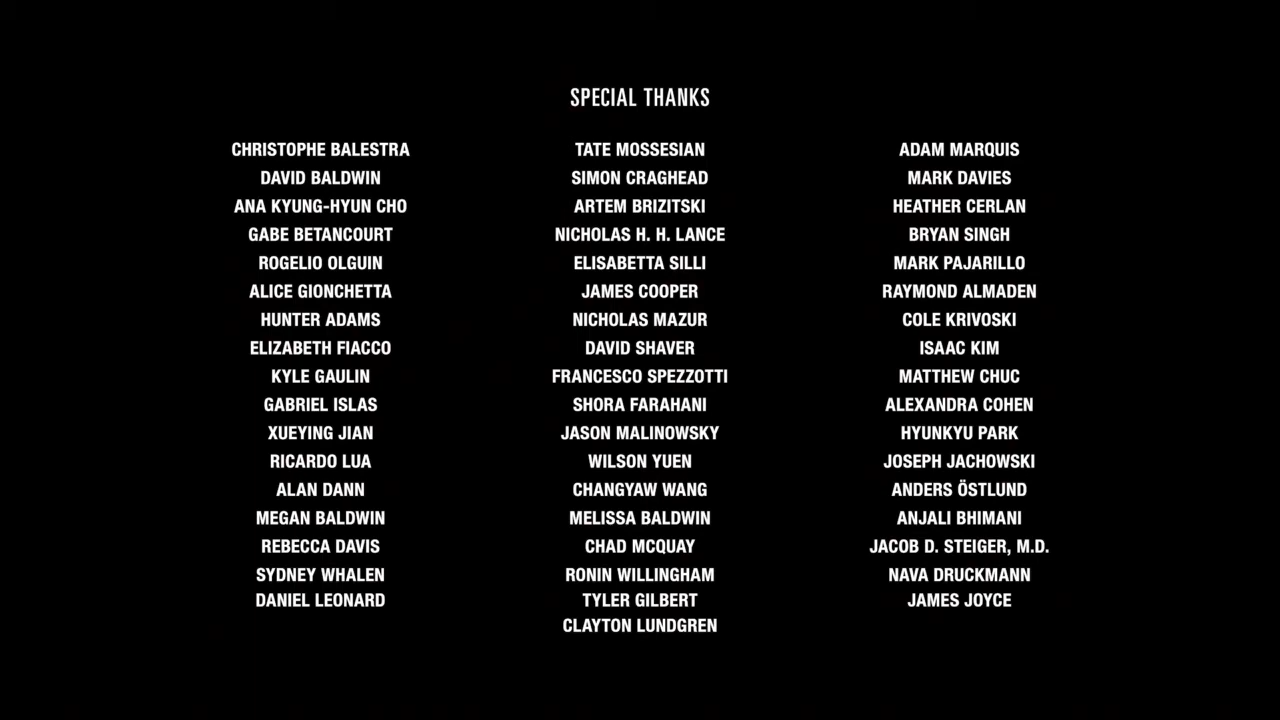 SPECIAL THANKS
CHRISTOPHE BALESTRA
DAVID BALDWIN
ANA KYUNG-HYUN CHO
GABE BETANCOURT
ROGELIO OLGUIN
ALICE GIONCHETTA
HUNTER ADAMS
ELIZABETH FIACCO
KYLE GAULIN
GABRIEL ISLAS
XUEYING JIAN
RICARDO LUA
ALAN DANN
MEGAN BALDWIN
REBECCA DAVIS
SYDNEY WHALEN
DANIEL LEONARD
TATE MOSSESIAN
SIMON CRAGHEAD
ARTEM BRIZITSKI
NICHOLAS H. H. LANCE
ELISABETTA SILLI
JAMES COOPER
NICHOLAS MAZUR
DAVID SHAVER
FRANCESCO SPEZZOTTI
SHORA FARAHANI
JASON MALINOWSKY
WILSON YUEN
CHANGYAW WANG
MELISSA BALDWIN
CHAD MCQUAY
RONIN WILLINGHAM
TYLER GILBERT
CLAYTON LUNDGREN
ADAM MARQUIS
MARK DAVIES
HEATHER CERLAN
BRYAN SINGH
MARK PAJARILLO
RAYMOND ALMADEN
COLE KRIVOSKI
ISAAC KIM
MATTHEW CHUC
ALEXANDRA COHEN
HYUNKYU PARK
JOSEPH JACHOWSKI
ANDERS ÖSTLUND
ANJALI BHIMANI
JACOB D. STEIGER, M.D.
NAVA DRUCKMANN
JAMES JOYCE